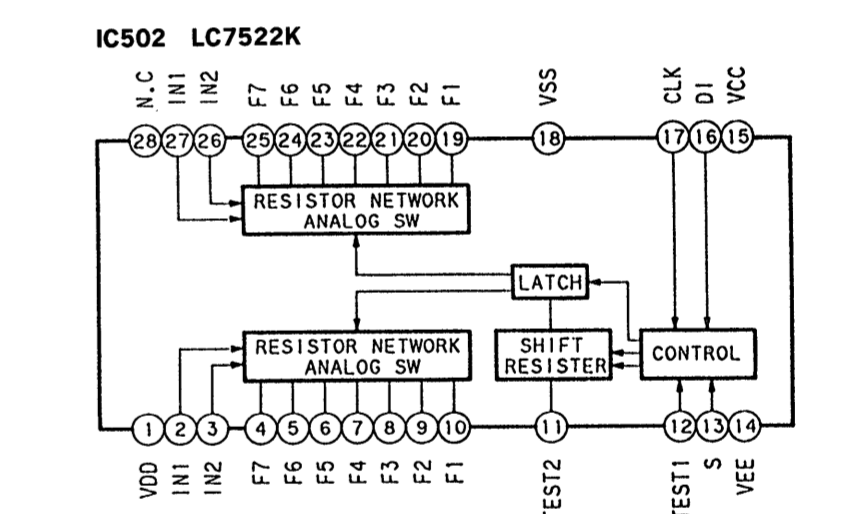 IC502 LC7522K
N.C IN1 IN2 F7 F6 F5 F4 F3 F2 F1 VSS CLK DI VCC
28 27 26 25 24 23 22 21 20 19 18 17 16 15
RESISTOR NETWORK
ANALOG SW
LATCH
RESISTOR NETWORK
ANALOG SW
SHIFT
RESISTER
CONTROL
1 2 3 4 5 6 7 8 9 10 11 12 13 14
VDD IN1 IN2 F7 F6 F5 F4 F3 F2 F1 TEST2 TEST1 S VEE